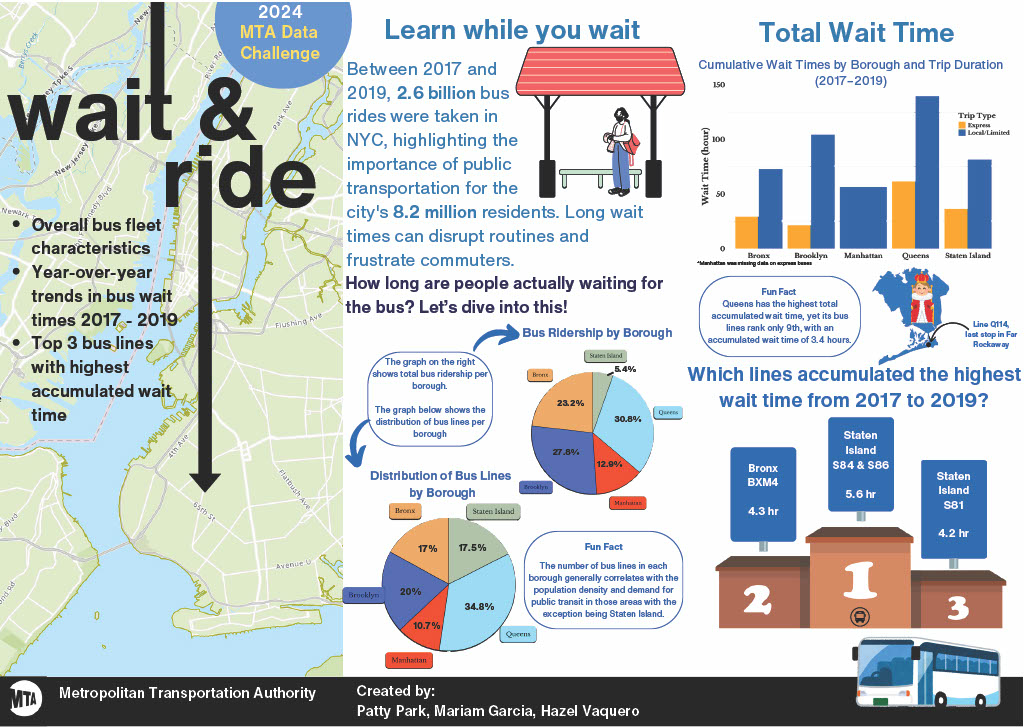 2024
MTA Data
Challenge
wait &
ride
• Overall bus fleet
characteristics
• Year-over-year
trends in bus wait
times 2017 - 2019
• Top 3 bus lines
with highest
accumulated wait
time
Park Ave
4th Ave
65th St
Flatbush Ave
Flushing Ave
Avenue U
Learn while you wait
Between 2017 and
2019, 2.6 billion bus
rides were taken in
NYC, highlighting the
importance of public
transportation for the
city's 8.2 million residents. Long wait
times can disrupt routines and
frustrate commuters.
How long are people actually waiting for
the bus? Let's dive into this!
The graph on the right
shows total bus ridership per
borough.
The graph below shows the
distribution of bus lines per
borough
Bus Ridership by Borough
Staten Island
5.4%
Bronx
23.2%
30.8%
Queens
27.8%
12.9%
Brooklyn
Manhattan
Distribution of Bus Lines
by Borough
Bronx
Staten Island
17%
17.5%
Brooklyn
20%
34.8%
10.7%
Queens
Manhattan
Fun Fact
The number of bus lines in each
borough generally correlates with the
population density and demand for
public transit in those areas with the
exception being Staten Island.
Total Wait Time
Cumulative Wait Times by Borough and Trip Duration
(2017–2019)
150
100
50
0
Wait Time (hour)
Trip Type
Express
Local/Limited
Bronx
Brooklyn
Manhattan
Queens
Staten Island
*Manhattan was missing data on express buses
Fun Fact
Queens has the highest total
accumulated wait time, yet its bus
lines rank only 9th, with an
accumulated wait time of 3.4 hours.
Line Q114,
last stop in Far
Rockaway
Which lines accumulated the highest
wait time from 2017 to 2019?
Bronx
BXM4
4.3 hr
Staten
Island
S84 & S86
5.6 hr
Staten
Island
S81
4.2 hr
2
1
3
MTA
Metropolitan Transportation Authority
Created by:
Patty Park, Mariam Garcia, Hazel Vaquero